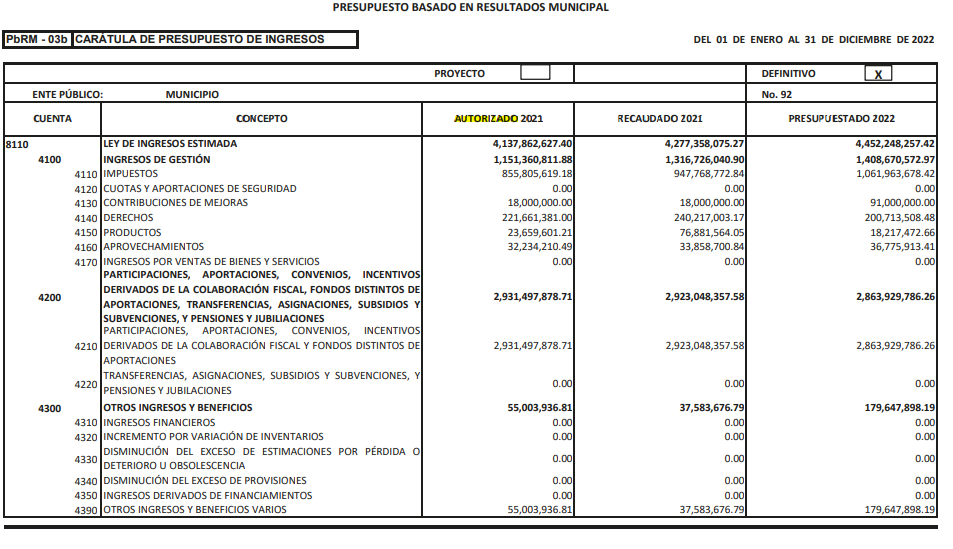 PRESUPUESTO BASADO EN RESULTADOS MUNICIPAL
PbRM - 03b CARÁTULA DE PRESUPUESTO DE INGRESOS DEL 01 DE ENERO AL 31 DE DICIEMBRE DE 2022
PROYECTO DEFINITIVO X
ENTE PÚBLICO: MUNICIPIO No. 92
CUENTA CONCEPTO AUTORIZADO 2021 RECAUDADO 2021 PRESUPUESTADO 2022
8110 LEY DE INGRESOS ESTIMADA 4,137,862,627.40 4,277,358,075.27 4,452,248,257.42
4100 INGRESOS DE GESTIÓN 1,151,360,811.88 1,316,726,040.90 1,408,670,572.97
4110 IMPUESTOS 855,805,619.18 947,768,772.84 1,061,963,678.42
4120 CUOTAS Y APORTACIONES DE SEGURIDAD 0.00 0.00 0.00
4130 CONTRIBUCIONES DE MEJORAS 18,000,000.00 18,000,000.00 91,000,000.00
4140 DERECHOS 221,661,381.00 240,217,003.17 200,713,508.48
4150 PRODUCTOS 23,659,601.21 76,881,564.05 18,217,472.66
4160 APROVECHAMIENTOS 32,234,210.49 33,858,700.84 36,775,913.41
4170 INGRESOS POR VENTAS DE BIENES Y SERVICIOS 0.00 0.00 0.00
PARTICIPACIONES, APORTACIONES, CONVENIOS, INCENTIVOS
DERIVADOS DE LA COLABORACIÓN FISCAL, FONDOS DISTINTOS DE
4200 APORTACIONES, TRANSFERENCIAS, ASIGNACIONES, SUBSIDIOS Y 2,931,497,878.71 2,923,048,357.58 2,863,929,786.26
SUBVENCIONES, Y PENSIONES Y JUBILIACIONES
PARTICIPACIONES, APORTACIONES, CONVENIOS, INCENTIVOS
4210 DERIVADOS DE LA COLABORACIÓN FISCAL Y FONDOS DISTINTOS DE 2,931,497,878.71 2,923,048,357.58 2,863,929,786.26
APORTACIONES
TRANSFERENCIAS, ASIGNACIONES, SUBSIDIOS Y SUBVENCIONES, Y
4220 PENSIONES Y JUBILACIONES 0.00 0.00 0.00
4300 OTROS INGRESOS Y BENEFICIOS 55,003,936.81 37,583,676.79 179,647,898.19
4310 INGRESOS FINANCIEROS 0.00 0.00 0.00
4320 INCREMENTO POR VARIACIÓN DE INVENTARIOS 0.00 0.00 0.00
DISMINUCIÓN DEL EXCESO DE ESTIMACIONES POR PÉRDIDA O
4330 DETERIORO U OBSOLESCENCIA 0.00 0.00 0.00
4340 DISMINUCIÓN DEL EXCESO DE PROVISIONES 0.00 0.00 0.00
4350 INGRESOS DERIVADOS DE FINANCIAMIENTOS 0.00 0.00 0.00
4390 OTROS INGRESOS Y BENEFICIOS VARIOS 55,003,936.81 37,583,676.79 179,647,898.19